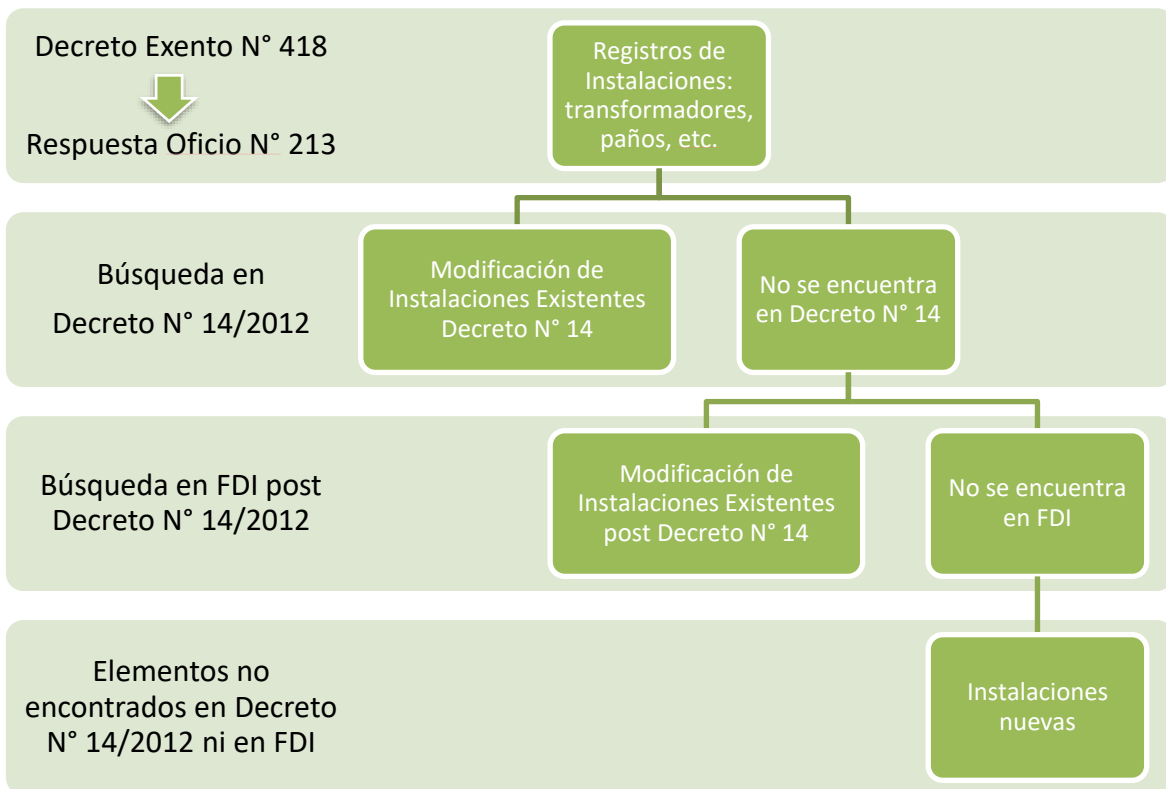 Decreto Exento N° 418
Respuesta Oficio N° 213
Registros de
Instalaciones:
transformadores,
paños, etc.
Búsqueda en
Decreto N° 14/2012
Modificación de
Instalaciones Existentes
Decreto N° 14
No se encuentra
en Decreto N° 14
Búsqueda en FDI post
Decreto N° 14/2012
Modificación de
Instalaciones Existentes
post Decreto N° 14
No se encuentra
en FDI
Elementos no
encontrados en Decreto
N° 14/2012 ni en FDI
Instalaciones
nuevas